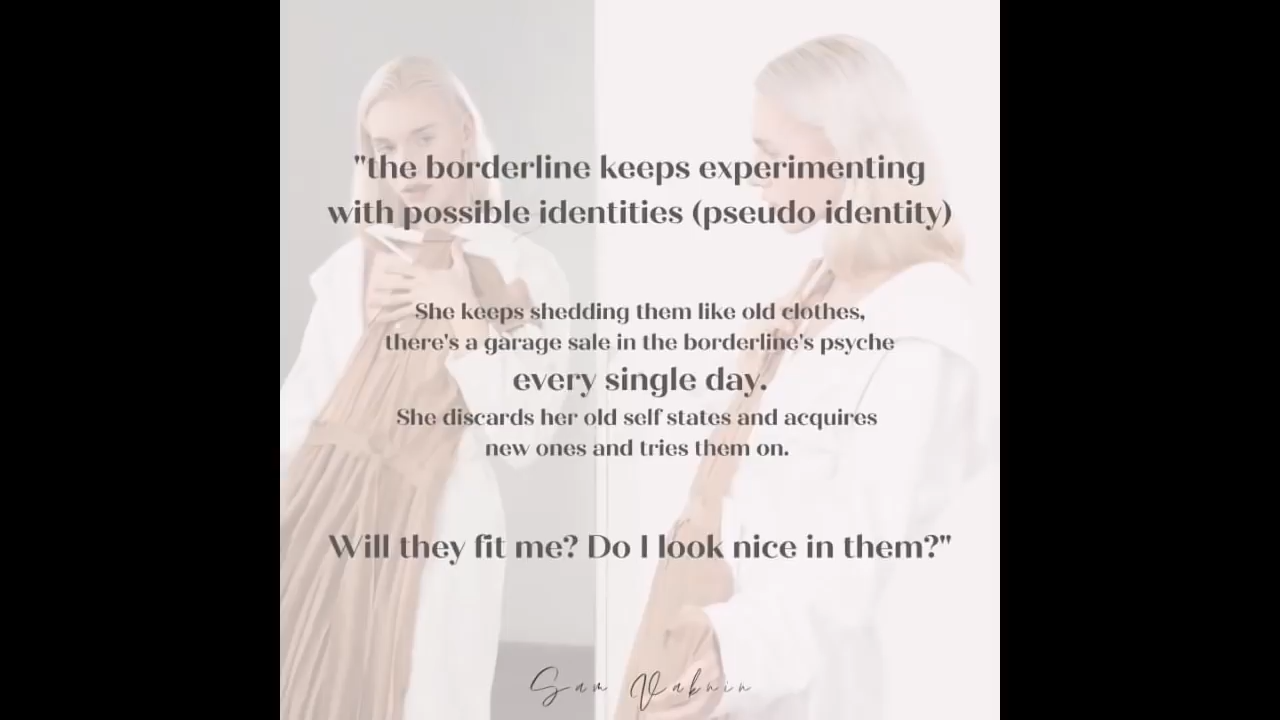 "the borderline keeps experimenting
with possible identities (pseudo identity)
She keeps shedding them like old clothes,
there's a garage sale in the borderline's psyche
every single day.
She discards her old self states and acquires
new ones and tries them on.
Will they fit me? Do I look nice in them?"
Sam Vaknin